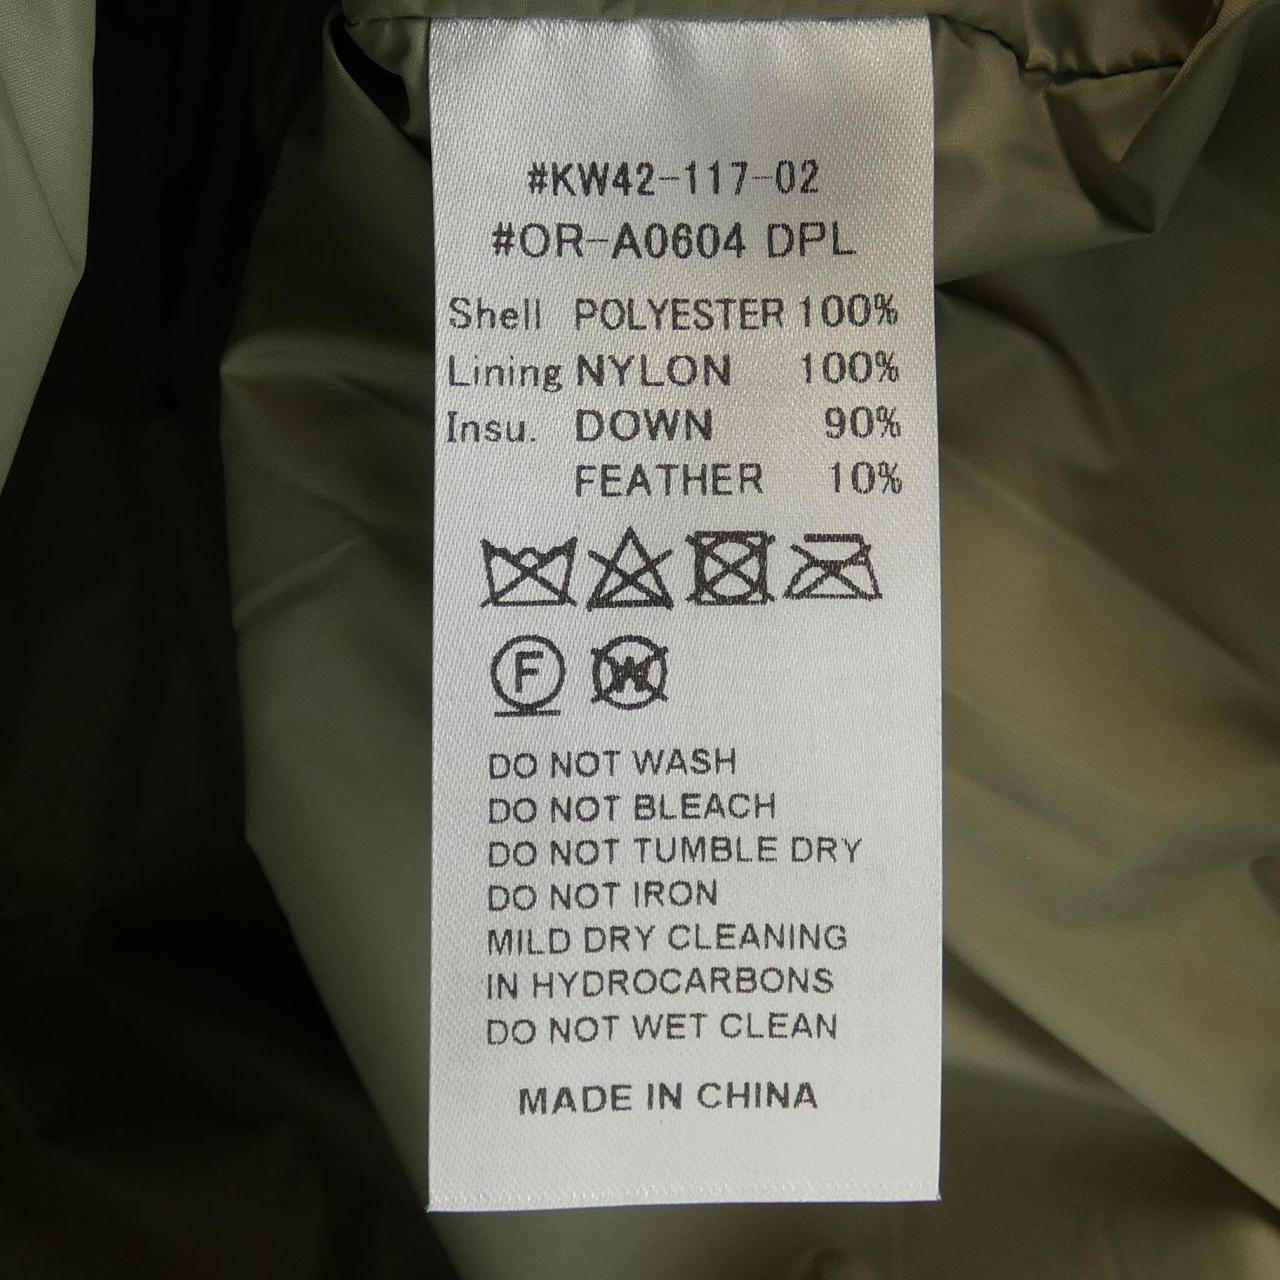 #KW42-117-02
#OR-A0604 DPL
Shell POLYESTER 100%
Lining NYLON 100%
Insu. DOWN 90%
FEATHER 10%
F W
DO NOT WASH
DO NOT BLEACH
DO NOT TUMBLE DRY
DO NOT IRON
MILD DRY CLEANING
IN HYDROCARBONS
DO NOT WET CLEAN
MADE IN CHINA